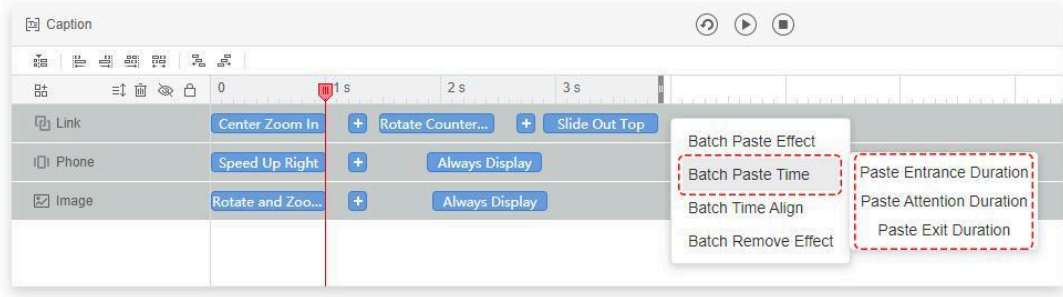 Caption
0 1 s 2 s 3 s
Link Center Zoom In + Rotate Counter... + Slide Out Top
Phone Speed Up Right + Always Display
Image Rotate and Zoo... + Always Display
Batch Paste Effect
Batch Paste Time
Batch Time Align
Batch Remove Effect
Paste Entrance Duration
Paste Attention Duration
Paste Exit Duration